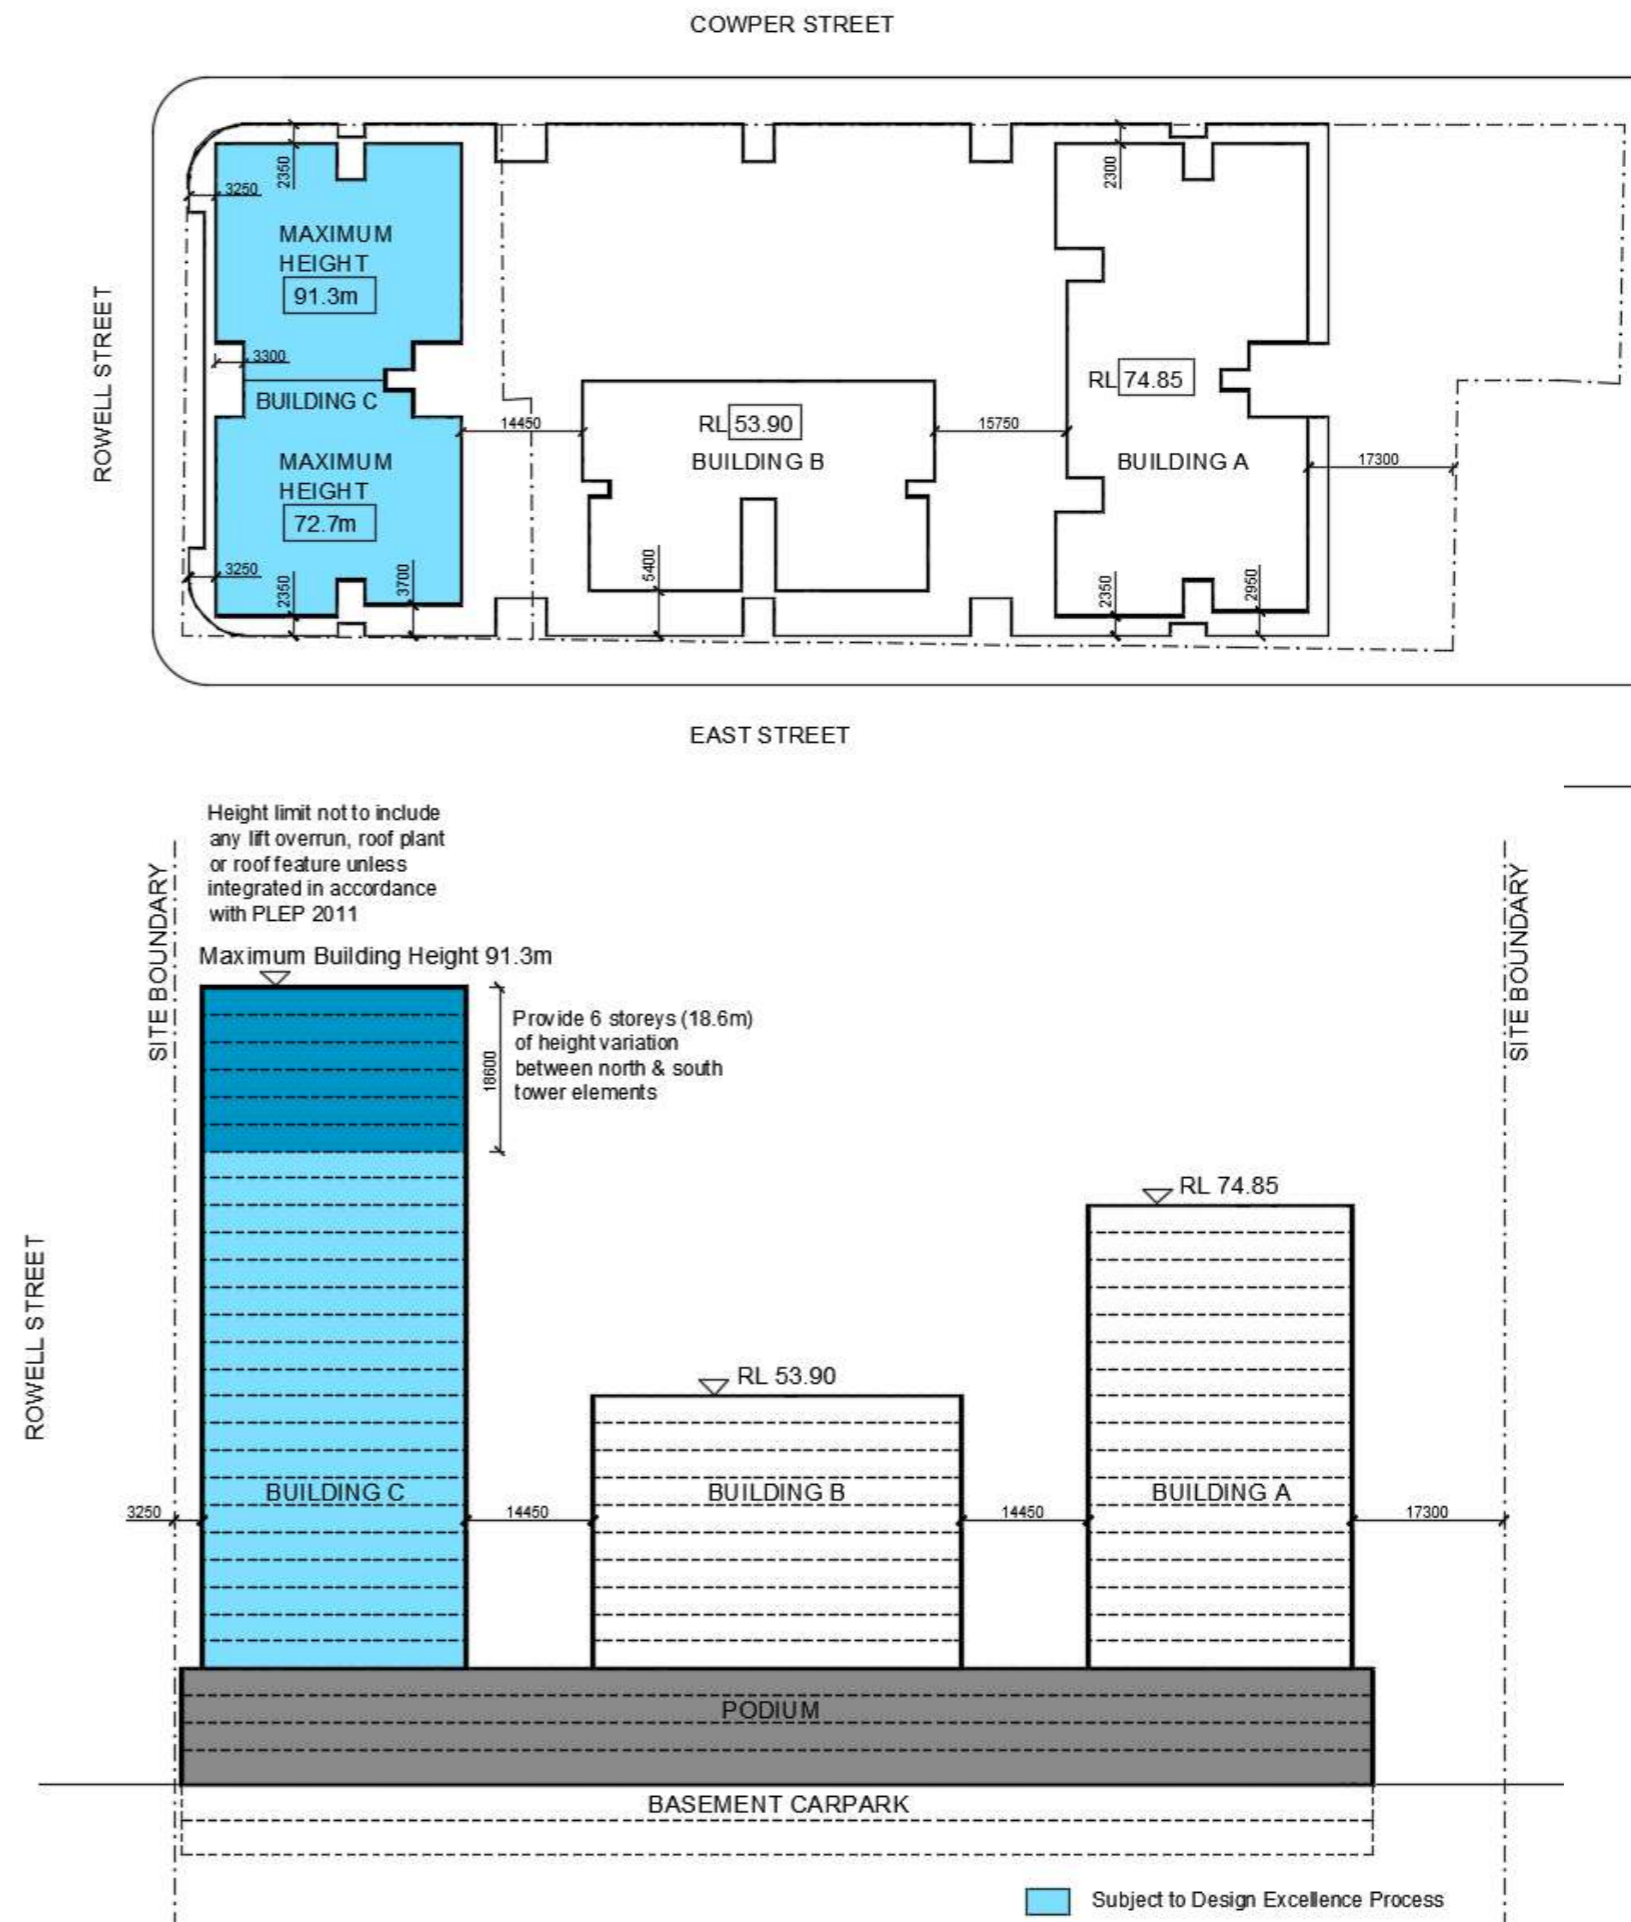 COWPER STREET
2350
2300
3250
MAXIMUM
HEIGHT
91.3m
ROWELL STREET
3300
BUILDING C
RL 74.85
14450
RL 53.90
15750
BUILDING B
MAXIMUM
HEIGHT
72.7m
BUILDING A
17300
3250
2350
3700
5400
2350
2950
EAST STREET
Height limit not to include
any lift overrun, roof plant
or roof feature unless
integrated in accordance
with PLEP 2011
SITE BOUNDARY
SITE BOUNDARY
Maximum Building Height 91.3m
18600
Provide 6 storeys (18.6m)
of height variation
between north & south
tower elements
RL 74.85
ROWELL STREET
RL 53.90
BUILDING C
BUILDING B
BUILDING A
3250
14450
14450
17300
PODIUM
BASEMENT CARPARK
Subject to Design Excellence Process